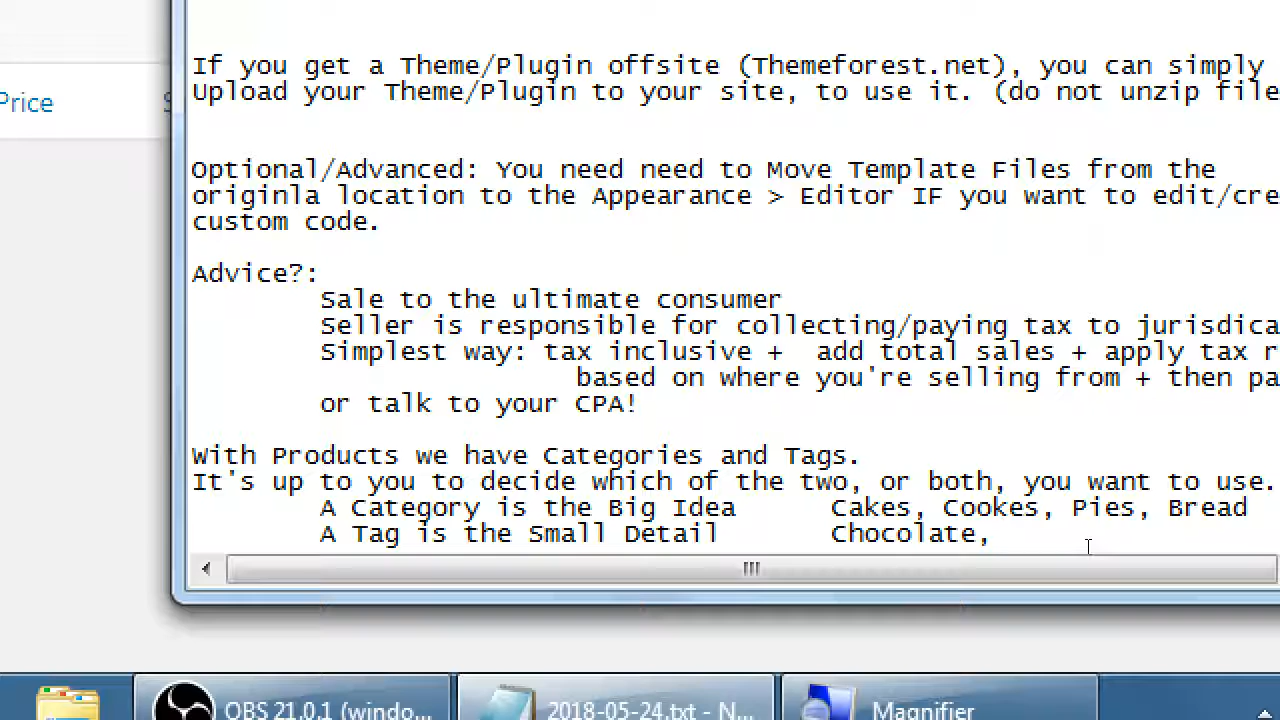 If you get a Theme/Plugin offsite (Themeforest.net), you can simply
Upload your Theme/Plugin to your site, to use it. (do not unzip file
Price
Optional/Advanced: You need need to Move Template Files from the
originla location to the Appearance > Editor IF you want to edit/cre
custom code.
Advice?:
Sale to the ultimate consumer
Seller is responsible for collecting/paying tax to jurisdica
Simplest way: tax inclusive + add total sales + apply tax r
based on where you're selling from + then pa
or talk to your CPA!
With Products we have Categories and Tags.
It's up to you to decide which of the two, or both, you want to use.
A Category is the Big Idea Cakes, Cookes, Pies, Bread
A Tag is the Small Detail Chocolate,
OBS 21.0.1 (windo... 2018-05-24.txt - N... Magnifier